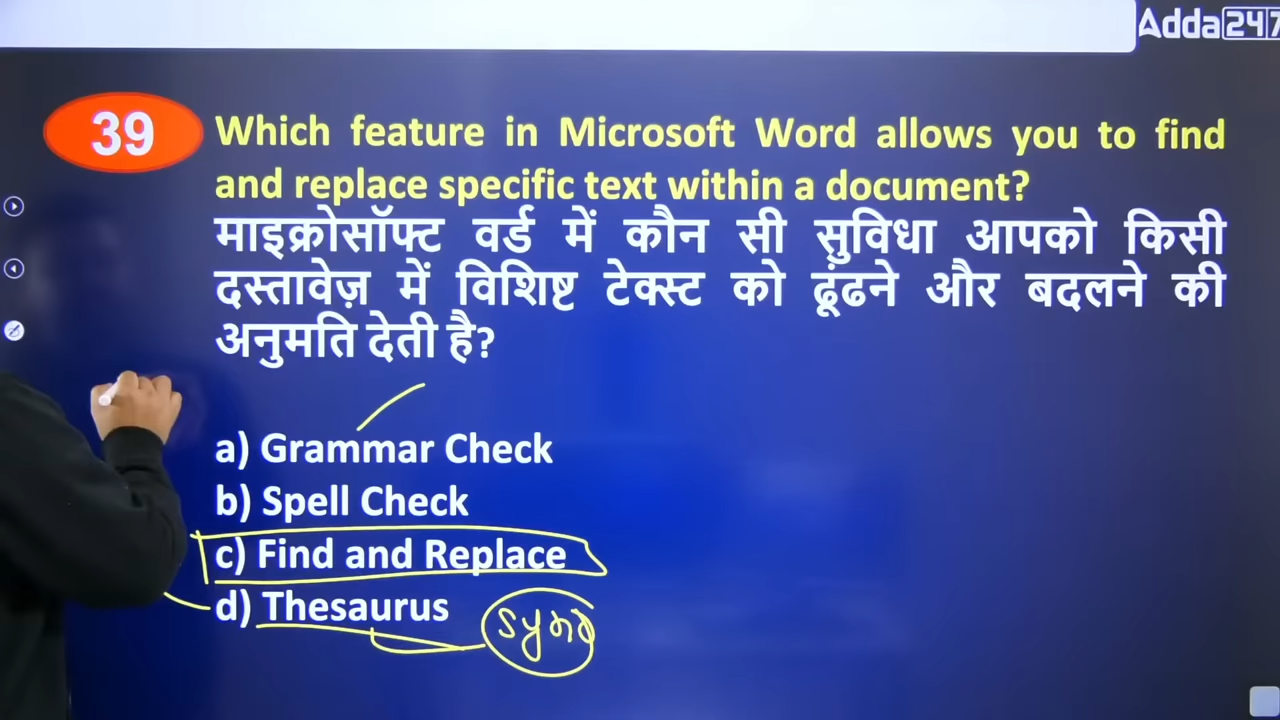 Adda247
39
Which feature in Microsoft Word allows you to find
and replace specific text within a document?
माइक्रोसॉफ्ट वर्ड में कौन सी सुविधा आपको किसी
दस्तावेज़ में विशिष्ट टेक्स्ट को ढूंढने और बदलने की
अनुमति देती है?
a) Grammar Check
b) Spell Check
c) Find and Replace
d) Thesaurus
syno